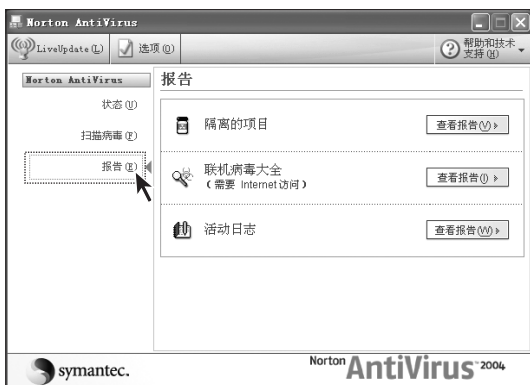 Norton AntiVirus
LiveUpdate (L)
选项 (O)
帮助和技术
支持 (H)
Norton AntiVirus
状态 (U)
扫描病毒 (F)
报告 (E)
报告
隔离的项目
查看报告(V)
联机病毒大全
（需要 Internet 访问）
查看报告(I)
活动日志
查看报告(W)
symantec.
Norton AntiVirus 2004